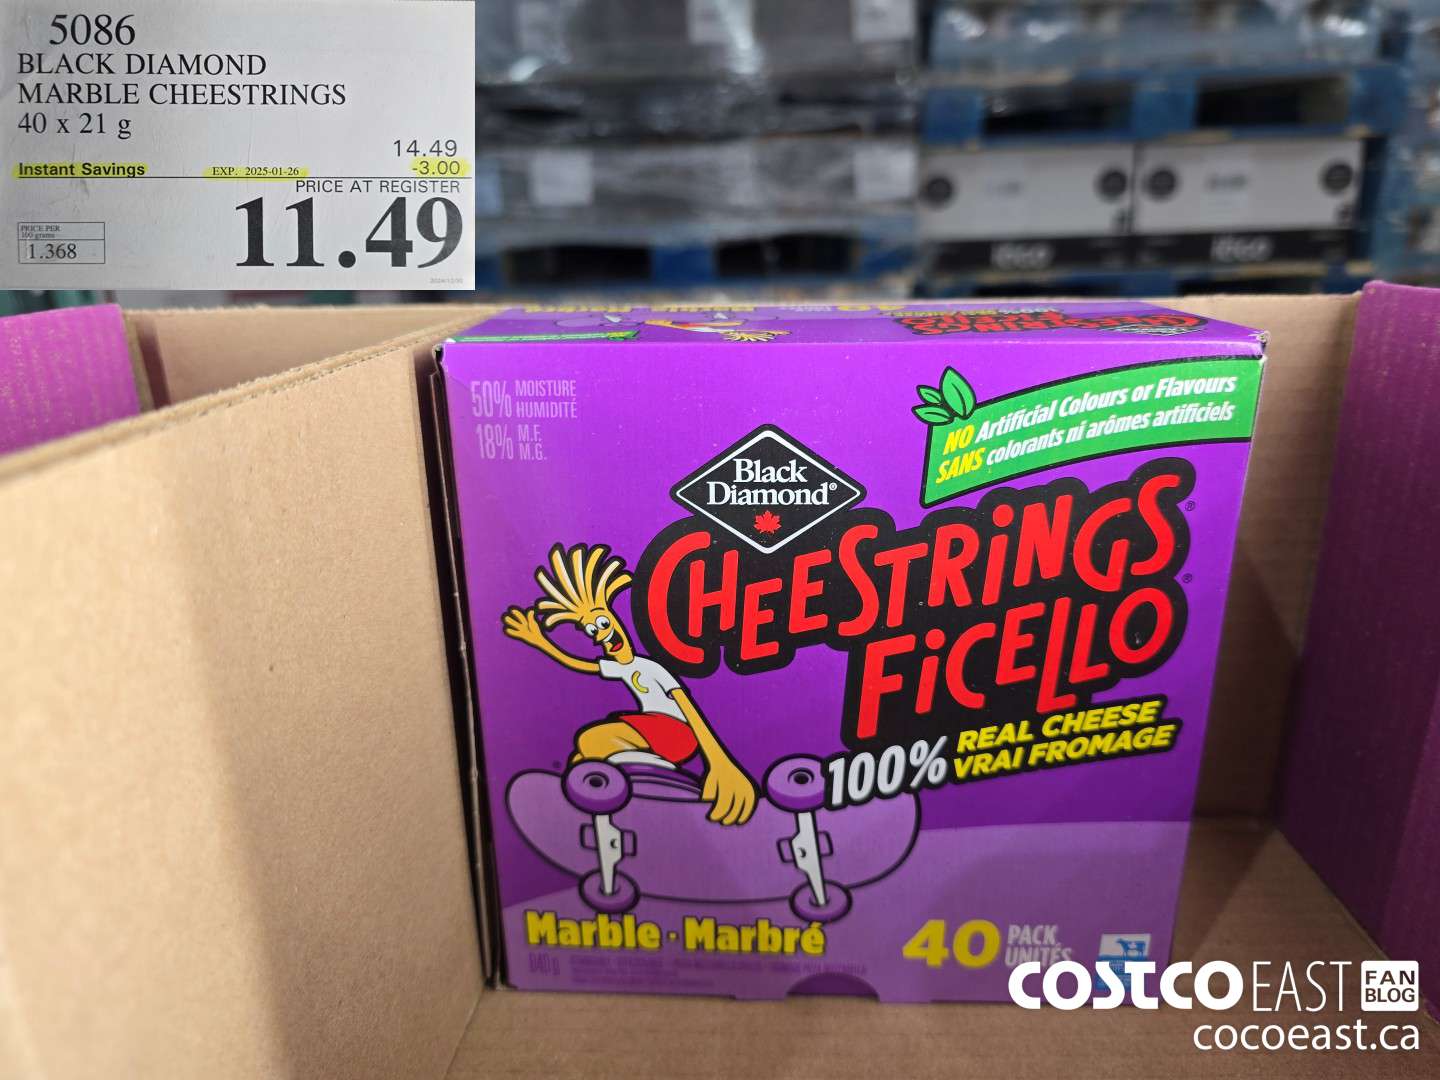 5086
BLACK DIAMOND
MARBLE CHEESTRINGS
40 x 21 g
14.49
Instant Savings EXP. 2025-01-26 -3.00
PRICE AT REGISTER
11.49
PRICE PER
100 grams
1.368
CHEESTRINGS
FiCELLO
50% MOISTURE
HUMIDITÉ
18% M.F.
M.G.
NO Artificial Colours or Flavours
SANS colorants ni arômes artificiels
Black
Diamond®
CHEESTRiNGS®
FiCELLO®
100% REAL CHEESE
VRAI FROMAGE
Marble · Marbré
840g
40 PACK
UNITÉS
COSTCO EAST FAN
BLOG
cocoeast.ca